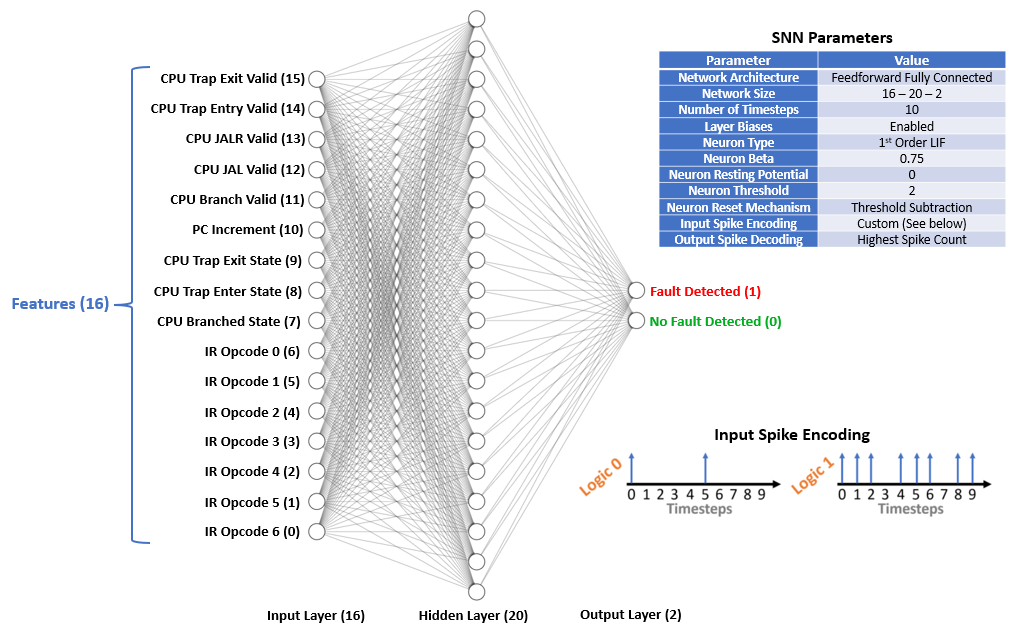 SNN Parameters
Parameter Value
Network Architecture Feedforward Fully Connected
Network Size 16 – 20 – 2
Number of Timesteps 10
Layer Biases Enabled
Neuron Type 1st Order LIF
Neuron Beta 0.75
Neuron Resting Potential 0
Neuron Threshold 2
Neuron Reset Mechanism Threshold Subtraction
Input Spike Encoding Custom (See below)
Output Spike Decoding Highest Spike Count
Features (16)
CPU Trap Exit Valid (15)
CPU Trap Entry Valid (14)
CPU JALR Valid (13)
CPU JAL Valid (12)
CPU Branch Valid (11)
PC Increment (10)
CPU Trap Exit State (9)
CPU Trap Enter State (8)
CPU Branched State (7)
IR Opcode 0 (6)
IR Opcode 1 (5)
IR Opcode 2 (4)
IR Opcode 3 (3)
IR Opcode 4 (2)
IR Opcode 5 (1)
IR Opcode 6 (0)
Fault Detected (1)
No Fault Detected (0)
Input Spike Encoding
Logic 0
0 1 2 3 4 5 6 7 8 9
Timesteps
Logic 1
0 1 2 3 4 5 6 7 8 9
Timesteps
Input Layer (16)
Hidden Layer (20)
Output Layer (2)